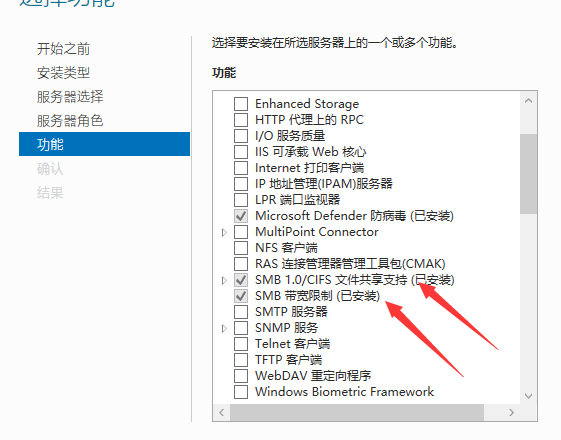 选择功能
开始之前
安装类型
服务器选择
服务器角色
功能
确认
结果
选择要安装在所选服务器上的一个或多个功能。
功能
Enhanced Storage
HTTP 代理上的 RPC
I/O 服务质量
IIS 可承载 Web 核心
Internet 打印客户端
IP 地址管理(IPAM)服务器
LPR 端口监视器
Microsoft Defender 防病毒 (已安装)
MultiPoint Connector
NFS 客户端
RAS 连接管理器管理工具包(CMAK)
SMB 1.0/CIFS 文件共享支持 (已安装)
SMB 带宽限制 (已安装)
SMTP 服务器
SNMP 服务
Telnet 客户端
TFTP 客户端
WebDAV 重定向程序
Windows Biometric Framework